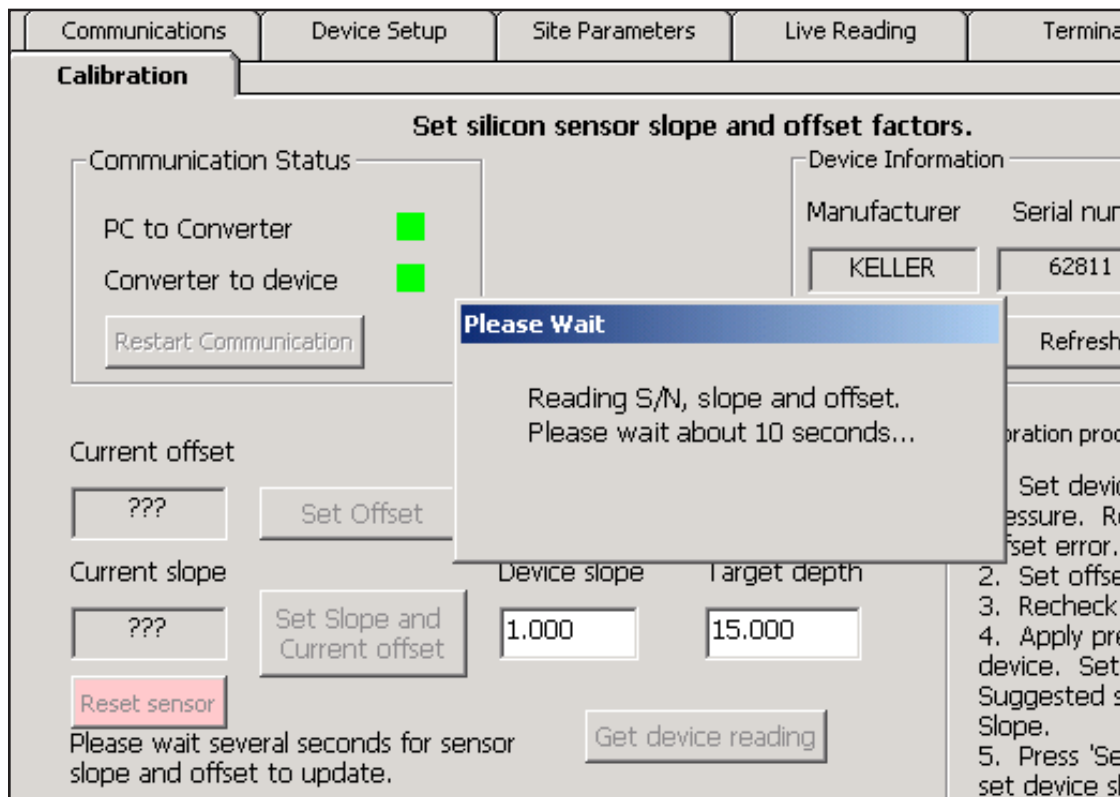 Communications Device Setup Site Parameters Live Reading
Calibration
Set silicon sensor slope and offset factors.
Communication Status
PC to Converter
Converter to device
Restart Communication
Device Information
Manufacturer Serial
KELLER 62811
Refresh
Please Wait
Reading S/N, slope and offset.
Please wait about 10 seconds...
Current offset
??? Set Offset
Current slope Device slope Target depth
??? Set Slope and
Current offset
1.000 15.000
Reset sensor
Please wait several seconds for sensor
slope and offset to update.
Get device reading
Set
error.
2. Set
3. Recheck
4. Apply
device. Set
Suggested
Slope.
5. Press
set device